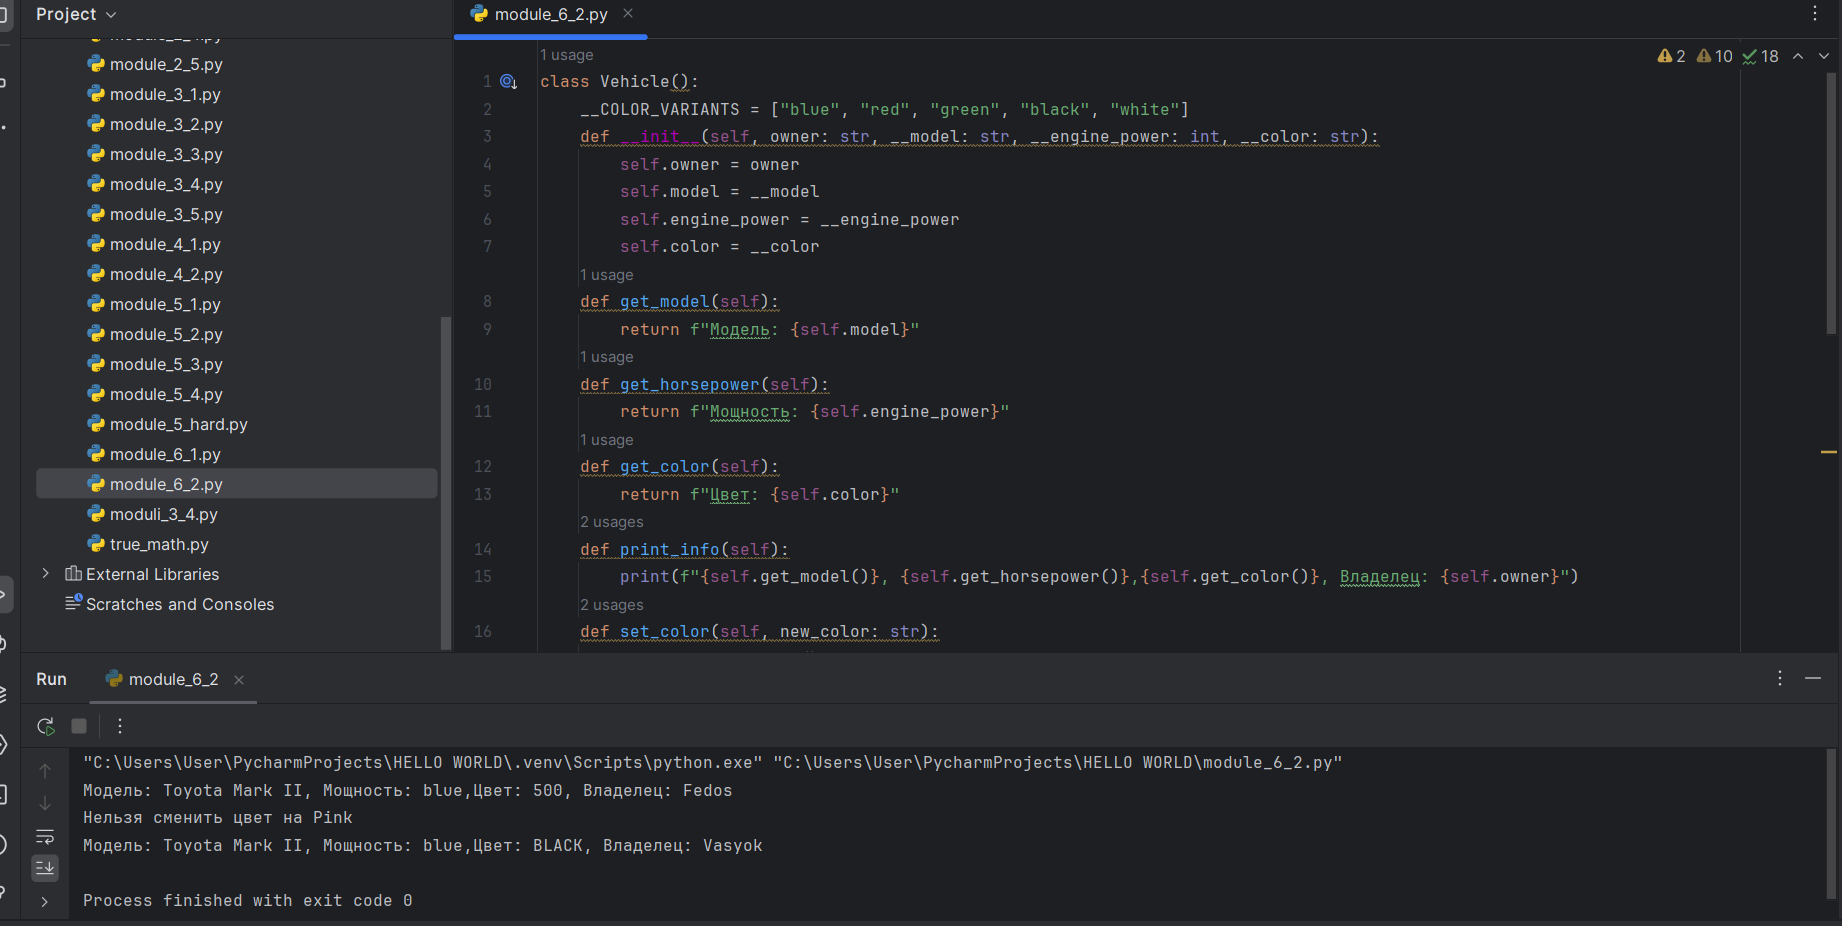 Project
module_2_5.py
module_3_1.py
module_3_2.py
module_3_3.py
module_3_4.py
module_3_5.py
module_4_1.py
module_4_2.py
module_5_1.py
module_5_2.py
module_5_3.py
module_5_4.py
module_5_hard.py
module_6_1.py
module_6_2.py
moduli_3_4.py
true_math.py
External Libraries
Scratches and Consoles
module_6_2.py
2 10 18
1 usage
1 class Vehicle():
2 __COLOR_VARIANTS = ["blue", "red", "green", "black", "white"]
3 def __init__(self, owner: str, __model: str, __engine_power: int, __color: str):
4 self.owner = owner
5 self.model = __model
6 self.engine_power = __engine_power
7 self.color = __color
1 usage
8 def get_model(self):
9 return f"Модель: {self.model}"
1 usage
10 def get_horsepower(self):
11 return f"Мощность: {self.engine_power}"
1 usage
12 def get_color(self):
13 return f"Цвет: {self.color}"
2 usages
14 def print_info(self):
15 print(f"{self.get_model()}, {self.get_horsepower()},{self.get_color()}, Владелец: {self.owner}")
2 usages
16 def set_color(self, new_color: str):
Run module_6_2
"C:\Users\User\PycharmProjects\HELLO WORLD\.venv\Scripts\python.exe" "C:\Users\User\PycharmProjects\HELLO WORLD\module_6_2.py"
Модель: Toyota Mark II, Мощность: blue,Цвет: 500, Владелец: Fedos
Нельзя сменить цвет на Pink
Модель: Toyota Mark II, Мощность: blue,Цвет: BLACK, Владелец: Vasyok
Process finished with exit code 0